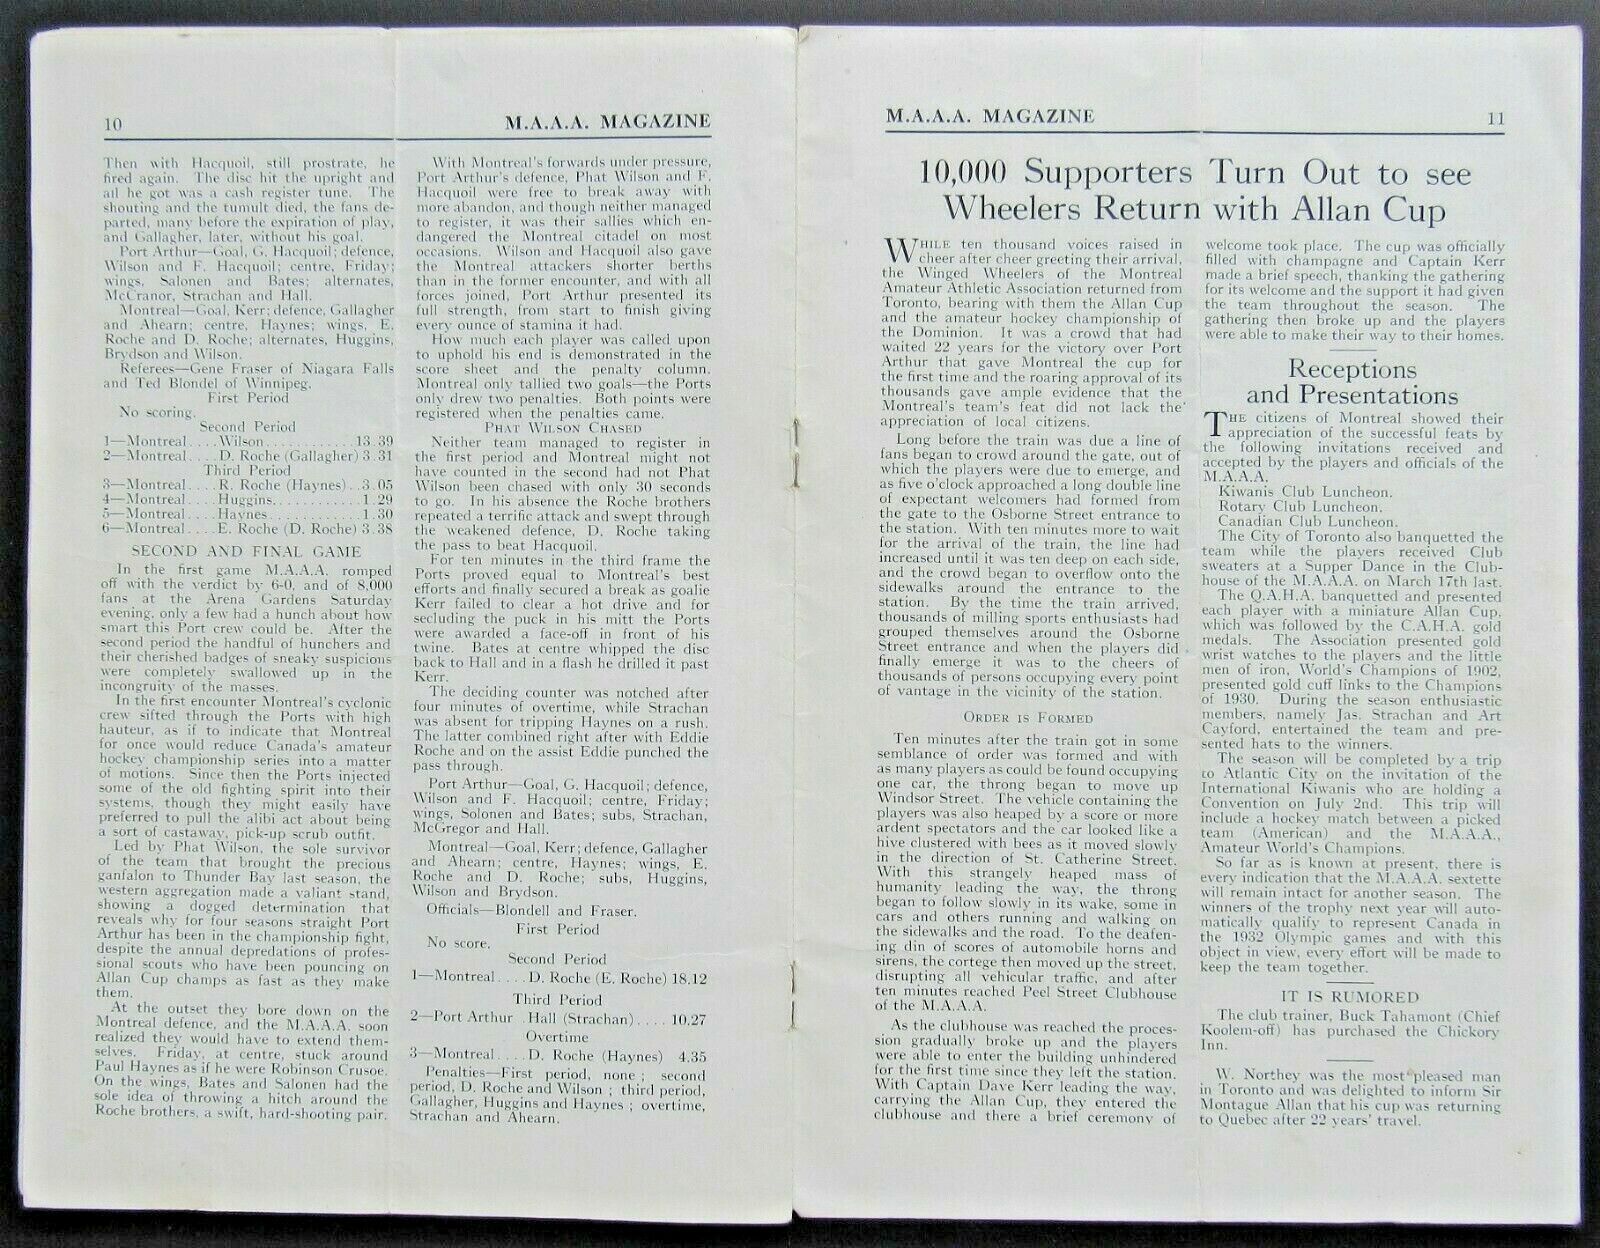 10
M.A.A.A. MAGAZINE
Then with Hacquoil, still prostrate, he
fired again. The disc hit the upright and
all he got was a cash register tune. The
shouting and the tumult died, the fans de-
parted, many before the expiration of play,
and Gallagher, later, without his goal.
Port Arthur—Goal, G. Hacquoil; defence,
Wilson and F. Hacquoil; centre, Friday;
wings, Salonen and Bates; alternates,
McCranor, Strachan and Hall.
Montreal—Goal, Kerr; defence, Gallagher
and Ahearn; centre, Haynes; wings, E.
Roche and D. Roche; alternates, Huggins,
Brydson and Wilson.
Referees—Gene Fraser of Niagara Falls
and Ted Blondel of Winnipeg.
First Period
No scoring.
Second Period
1—Montreal....Wilson............13.39
2—Montreal....D. Roche (Gallagher) 3.31
Third Period
3—Montreal....R. Roche (Haynes)..3.05
4—Montreal....Huggins............1.29
5—Montreal....Haynes............1.30
6—Montreal....E. Roche (D. Roche) 3.38
SECOND AND FINAL GAME
In the first game M.A.A.A. romped
off with the verdict by 6-0, and of 8,000
fans at the Arena Gardens Saturday
evening, only a few had a hunch about how
smart this Port crew could be. After the
second period the handful of hunchers and
their cherished badges of sneaky suspicions
were completely swallowed up in the
incongruity of the masses.
In the first encounter Montreal's cyclonic
crew sifted through the Ports with high
hauteur, as if to indicate that Montreal
for once would reduce Canada's amateur
hockey championship series into a matter
of motions. Since then the Ports injected
some of the old fighting spirit into their
systems, though they might easily have
preferred to pull the alibi act about being
a sort of castaway, pick-up scrub outfit.
Led by Phat Wilson, the sole survivor
of the team that brought the precious
ganfalon to Thunder Bay last season, the
western aggregation made a valiant stand,
showing a dogged determination that
reveals why for four seasons straight Port
Arthur has been in the championship fight,
despite the annual depredations of profes-
sional scouts who have been pouncing on
Allan Cup champs as fast as they make
them.
At the outset they bore down on the
Montreal defence, and the M.A.A.A. soon
realized they would have to extend them-
selves. Friday, at centre, stuck around
Paul Haynes as if he were Robinson Crusoe.
On the wings, Bates and Salonen had the
sole idea of throwing a hitch around the
Roche brothers, a swift, hard-shooting pair.
With Montreal's forwards under pressure,
Port Arthur's defence, Phat Wilson and F.
Hacquoil were free to break away with
more abandon, and though neither managed
to register, it was their sallies which en-
dangered the Montreal citadel on most
occasions. Wilson and Hacquoil also gave
the Montreal attackers shorter berths
than in the former encounter, and with all
forces joined, Port Arthur presented its
full strength, from start to finish giving
every ounce of stamina it had.
How much each player was called upon
to uphold his end is demonstrated in the
score sheet and the penalty column.
Montreal only tallied two goals—the Ports
only drew two penalties. Both points were
registered when the penalties came.
PHAT WILSON CHASED
Neither team managed to register in
the first period and Montreal might not
have counted in the second had not Phat
Wilson been chased with only 30 seconds
to go. In his absence the Roche brothers
repeated a terrific attack and swept through
the weakened defence, D. Roche taking
the pass to beat Hacquoil.
For ten minutes in the third frame the
Ports proved equal to Montreal's best
efforts and finally secured a break as goalie
Kerr failed to clear a hot drive and for
secluding the puck in his mitt the Ports
were awarded a face-off in front of his
twine. Bates at centre whipped the disc
back to Hall and in a flash he drilled it past
Kerr.
The deciding counter was notched after
four minutes of overtime, while Strachan
was absent for tripping Haynes on a rush.
The latter combined right after with Eddie
Roche and on the assist Eddie punched the
pass through.
Port Arthur—Goal, G. Hacquoil; defence,
Wilson and F. Hacquoil; centre, Friday;
wings, Solonen and Bates; subs, Strachan,
McGregor and Hall.
Montreal—Goal, Kerr; defence, Gallagher
and Ahearn; centre, Haynes; wings, E.
Roche and D. Roche; subs, Huggins,
Wilson and Brydson.
Officials—Blondell and Fraser.
First Period
No score.
Second Period
1—Montreal....D. Roche (E. Roche) 18.12
Third Period
2—Port Arthur .Hall (Strachan).... 10.27
Overtime
3—Montreal....D. Roche (Haynes) 4.35
Penalties—First period, none; second
period, D. Roche and Wilson; third period,
Gallagher, Huggins and Haynes; overtime,
Strachan and Ahearn.
M.A.A.A. MAGAZINE
11
10,000 Supporters Turn Out to see
Wheelers Return with Allan Cup
WHILE ten thousand voices raised in
cheer after cheer greeting their arrival,
the Winged Wheelers of the Montreal
Amateur Athletic Association returned from
Toronto, bearing with them the Allan Cup
and the amateur hockey championship of
the Dominion. It was a crowd that had
waited 22 years for the victory over Port
Arthur that gave Montreal the cup for
the first time and the roaring approval of its
thousands gave ample evidence that the
Montreal's team's feat did not lack the
appreciation of local citizens.
Long before the train was due a line of
fans began to crowd around the gate, out of
which the players were due to emerge, and
as five o'clock approached a long double line
of expectant welcomers had formed from
the gate to the Osborne Street entrance to
the station. With ten minutes more to wait
for the arrival of the train, the line had
increased until it was ten deep on each side,
and the crowd began to overflow onto the
sidewalks around the entrance to the
station. By the time the train arrived,
thousands of milling sports enthusiasts had
grouped themselves around the Osborne
Street entrance and when the players did
finally emerge it was to the cheers of
thousands of persons occupying every point
of vantage in the vicinity of the station.
ORDER IS FORMED
Ten minutes after the train got in some
semblance of order was formed and with
as many players as could be found occupying
one car, the throng began to move up
Windsor Street. The vehicle containing the
players was also heaped by a score or more
ardent spectators and the car looked like a
hive clustered with bees as it moved slowly
in the direction of St. Catherine Street.
With this strangely heaped mass of
humanity leading the way, the throng
began to follow slowly in its wake, some in
cars and others running and walking on
the sidewalks and the road. To the deafen-
ing din of scores of automobile horns and
sirens, the cortege then moved up the street,
disrupting all vehicular traffic, and after
ten minutes reached Peel Street Clubhouse
of the M.A.A.A.
As the clubhouse was reached the proces-
sion gradually broke up and the players
were able to enter the building unhindered
for the first time since they left the station.
With Captain Dave Kerr leading the way,
carrying the Allan Cup, they entered the
clubhouse and there a brief ceremony of
welcome took place. The cup was officially
filled with champagne and Captain Kerr
made a brief speech, thanking the gathering
for its welcome and the support it had given
the team throughout the season. The
gathering then broke up and the players
were able to make their way to their homes.
Receptions
and Presentations
THE citizens of Montreal showed their
appreciation of the successful feats by
the following invitations received and
accepted by the players and officials of the
M.A.A.A.
Kiwanis Club Luncheon.
Rotary Club Luncheon.
Canadian Club Luncheon.
The City of Toronto also banquetted the
team while the players received Club
sweaters at a Supper Dance in the Club-
house of the M.A.A.A. on March 17th last.
The Q.A.H.A. banquetted and presented
each player with a miniature Allan Cup,
which was followed by the C.A.H.A. gold
medals. The Association presented gold
wrist watches to the players and the little
men of iron, World's Champions of 1902,
presented gold cuff links to the Champions
of 1930. During the season enthusiastic
members, namely Jas. Strachan and Art
Cayford, entertained the team and pre-
sented hats to the winners.
The season will be completed by a trip
to Atlantic City on the invitation of the
International Kiwanis who are holding a
Convention on July 2nd. This trip will
include a hockey match between a picked
team (American) and the M.A.A.A.,
Amateur World's Champions.
So far as is known at present, there is
every indication that the M.A.A.A. sextette
will remain intact for another season. The
winners of the trophy next year will auto-
matically qualify to represent Canada in
the 1932 Olympic games and with this
object in view, every effort will be made to
keep the team together.
IT IS RUMORED
The club trainer, Buck Tahamont (Chief
Koolem-off) has purchased the Chickory
Inn.
W. Northey was the most pleased man
in Toronto and was delighted to inform Sir
Montague Allan that his cup was returning
to Quebec after 22 years' travel.